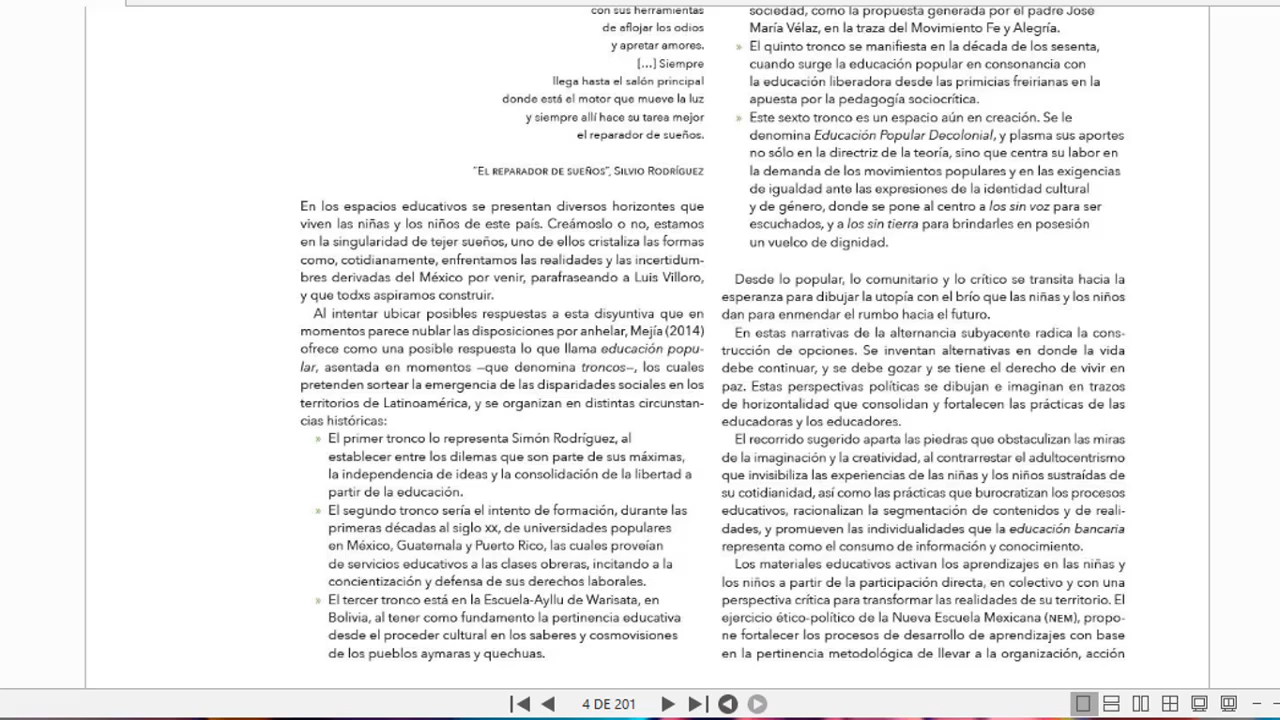 con sus herramientas
de aflojar los odios
y apretar amores.
[...] Siempre
llega hasta el salón principal
donde está el motor que mueve la luz
y siempre allí hace su tarea mejor
el reparador de sueños.
"El reparador de sueños", Silvio Rodríguez
En los espacios educativos se presentan diversos horizontes que
viven las niñas y los niños de este país. Creámoslo o no, estamos
en la singularidad de tejer sueños, uno de ellos cristaliza las formas
como, cotidianamente, enfrentamos las realidades y las incertidum-
bres derivadas del México por venir, parafraseando a Luis Villoro,
y que todxs aspiramos construir.
Al intentar ubicar posibles respuestas a esta disyuntiva que en
momentos parece nublar las disposiciones por anhelar, Mejía (2014)
ofrece como una posible respuesta lo que llama educación popu-
lar, asentada en momentos —que denomina troncos—, los cuales
pretenden sortear la emergencia de las disparidades sociales en los
territorios de Latinoamérica, y se organizan en distintas circunstan-
cias históricas:
» El primer tronco lo representa Simón Rodríguez, al
establecer entre los dilemas que son parte de sus máximas,
la independencia de ideas y la consolidación de la libertad a
partir de la educación.
» El segundo tronco sería el intento de formación, durante las
primeras décadas al siglo xx, de universidades populares
en México, Guatemala y Puerto Rico, las cuales proveían
de servicios educativos a las clases obreras, incitando a la
concientización y defensa de sus derechos laborales.
» El tercer tronco está en la Escuela-Ayllu de Warisata, en
Bolivia, al tener como fundamento la pertinencia educativa
desde el proceder cultural en los saberes y cosmovisiones
de los pueblos aymaras y quechuas.
sociedad, como la propuesta generada por el padre José
María Vélaz, en la traza del Movimiento Fe y Alegría.
» El quinto tronco se manifiesta en la década de los sesenta,
cuando surge la educación popular en consonancia con
la educación liberadora desde las primicias freirianas en la
apuesta por la pedagogía sociocrítica.
» Este sexto tronco es un espacio aún en creación. Se le
denomina Educación Popular Decolonial, y plasma sus aportes
no sólo en la directriz de la teoría, sino que centra su labor en
la demanda de los movimientos populares y en las exigencias
de igualdad ante las expresiones de la identidad cultural
y de género, donde se pone al centro a los sin voz para ser
escuchados, y a los sin tierra para brindarles en posesión
un vuelco de dignidad.
Desde lo popular, lo comunitario y lo crítico se transita hacia la
esperanza para dibujar la utopía con el brío que las niñas y los niños
dan para enmendar el rumbo hacia el futuro.
En estas narrativas de la alternancia subyacente radica la cons-
trucción de opciones. Se inventan alternativas en donde la vida
debe continuar, y se debe gozar y se tiene el derecho de vivir en
paz. Estas perspectivas políticas se dibujan e imaginan en trazos
de horizontalidad que consolidan y fortalecen las prácticas de las
educadoras y los educadores.
El recorrido sugerido aparta las piedras que obstaculizan las miras
de la imaginación y la creatividad, al contrarrestar el adultocentrismo
que invisibiliza las experiencias de las niñas y los niños sustraídas de
su cotidianidad, así como las prácticas que burocratizan los procesos
educativos, racionalizan la segmentación de contenidos y de reali-
dades, y promueven las individualidades que la educación bancaria
representa como el consumo de información y conocimiento.
Los materiales educativos activan los aprendizajes en las niñas y
los niños a partir de la participación directa, en colectivo y con una
perspectiva crítica para transformar las realidades de su territorio. El
ejercicio ético-político de la Nueva Escuela Mexicana (NEM), propo-
ne fortalecer los procesos de desarrollo de aprendizajes con base
en la pertinencia metodológica de llevar a la organización, acción
4 DE 201